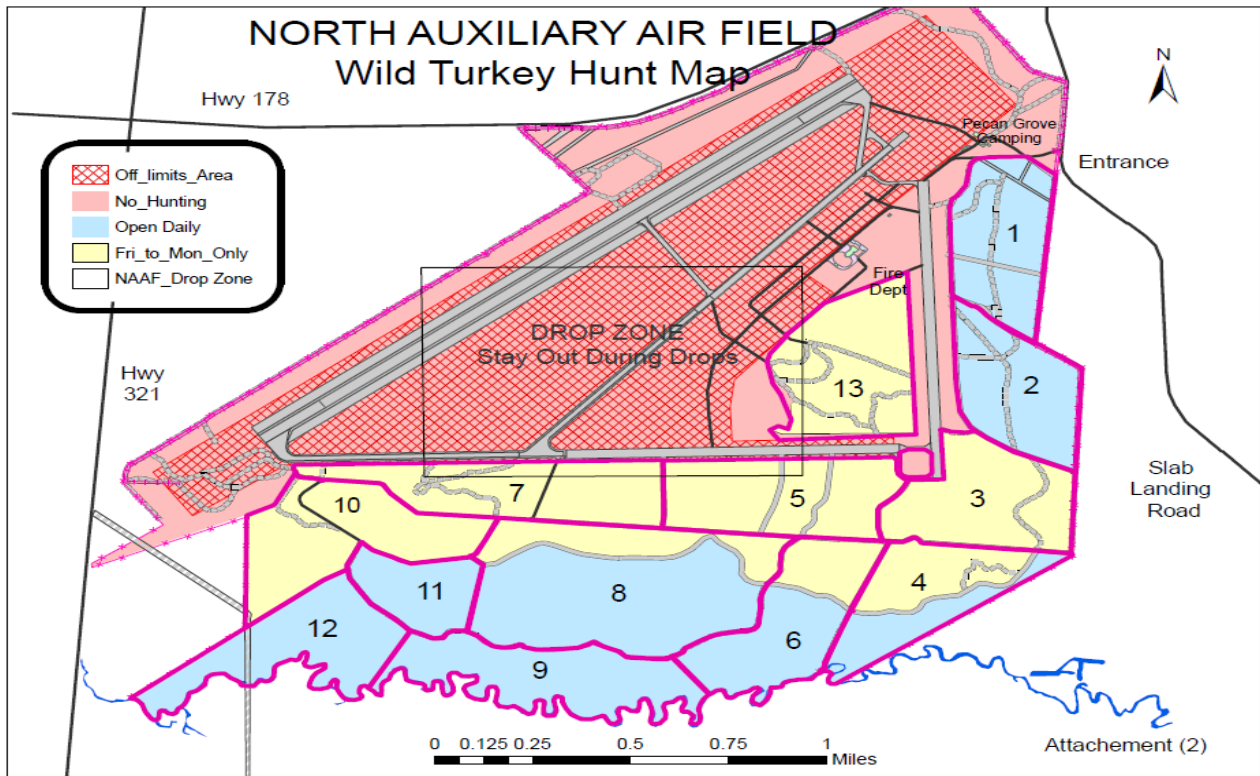 NORTH AUXILIARY AIR FIELD
Wild Turkey Hunt Map
N
Hwy 178
Pecan Grove
Camping
Entrance
Off_limits_Area
No_Hunting
Open Daily
Fri_to_Mon_Only
NAAF_Drop Zone
1
Fire
Dept
DROP ZONE
Stay Out During Drops
Hwy
321
2
13
Slab
Landing
Road
7
5
3
10
11
8
4
12
6
9
0 0.125 0.25 0.5 0.75 1
Miles
Attachement (2)